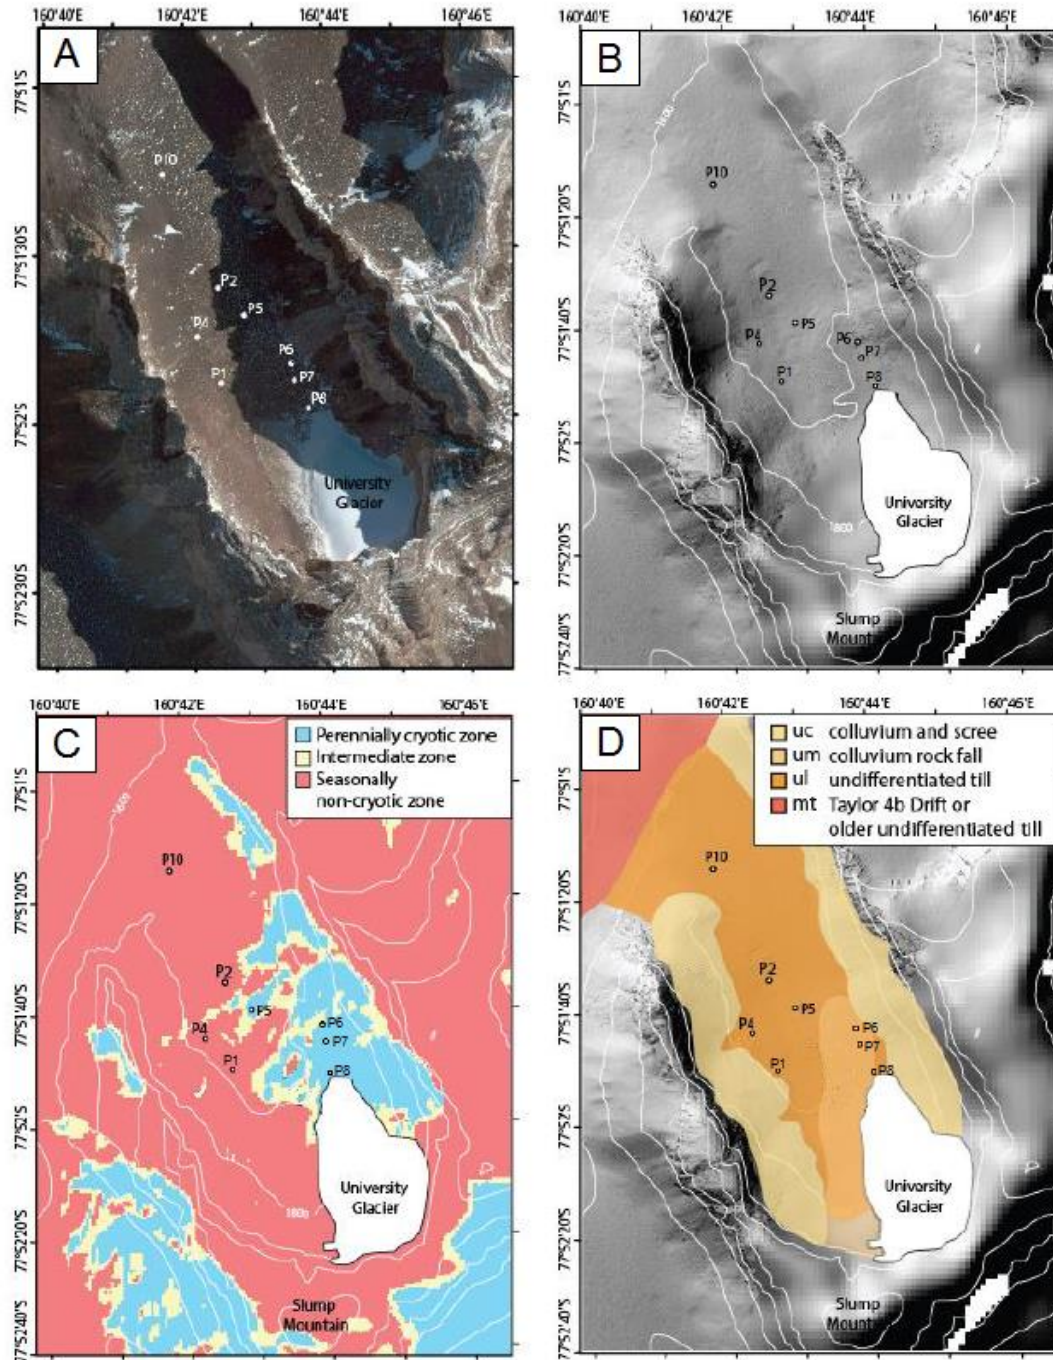 160°40'E 160°42'E 160°44'E 160°46'E
A
77°51'S
77°51'30S
77°52'S
77°52'30S
P10
P2
P5
P4
P6
P7
P1
P8
University
Glacier
160°40'E 160°42'E 160°44'E 160°46'E
B
77°51'S
77°51'20'S
77°51'40'S
77°52'S
77°52'20'S
77°52'40'S
1600
P10
P2
P5
P4
P6
P7
P1
P8
University
Glacier
1800
Slump
Mountain
160°40'E 160°42'E 160°44'E 160°46'E
C
Perennially cryotic zone
Intermediate zone
Seasonally
non-cryotic zone
77°51'S
77°51'20'S
77°51'40'S
77°52'S
77°52'20'S
77°52'40'S
1600
P10
P2
P5
P4
P6
P7
P1
P8
University
Glacier
1800
Slump
Mountain
160°40'E 160°42'E 160°44'E 160°46'E
D
uc colluvium and scree
um colluvium rock fall
ul undifferentiated till
mt Taylor 4b Drift or
older undifferentiated till
77°51'S
77°51'20'S
77°51'40'S
77°52'S
77°52'20'S
77°52'40'S
P10
P2
P5
P4
P6
P7
P1
P8
University
Glacier
Slump
Mountain